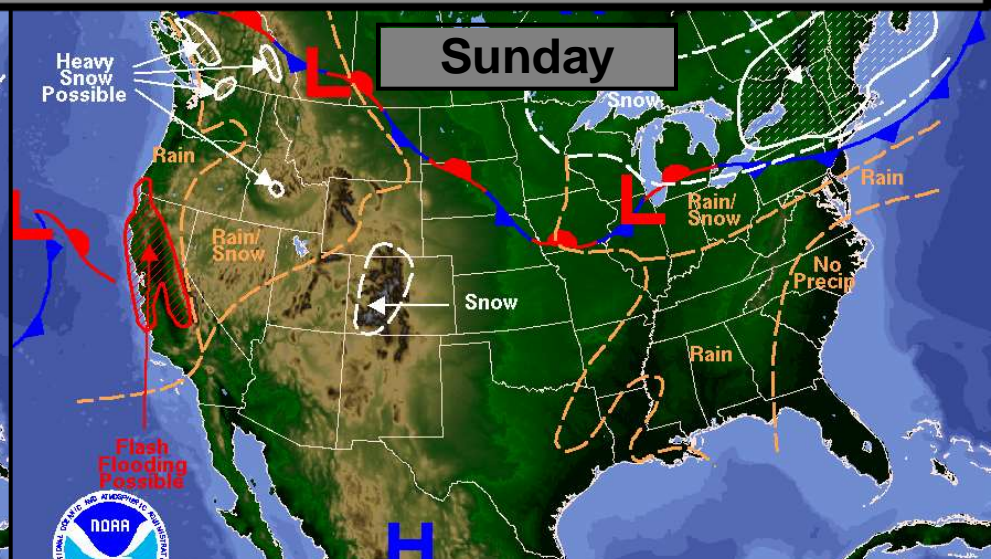 Sunday
Heavy
Snow
Possible
L
Snow
Rain
L
L
Rain/
Snow
Rain
Rain/
Snow
No
Precip
Snow
Rain
Flash
Flooding
Possible
NOAA
H